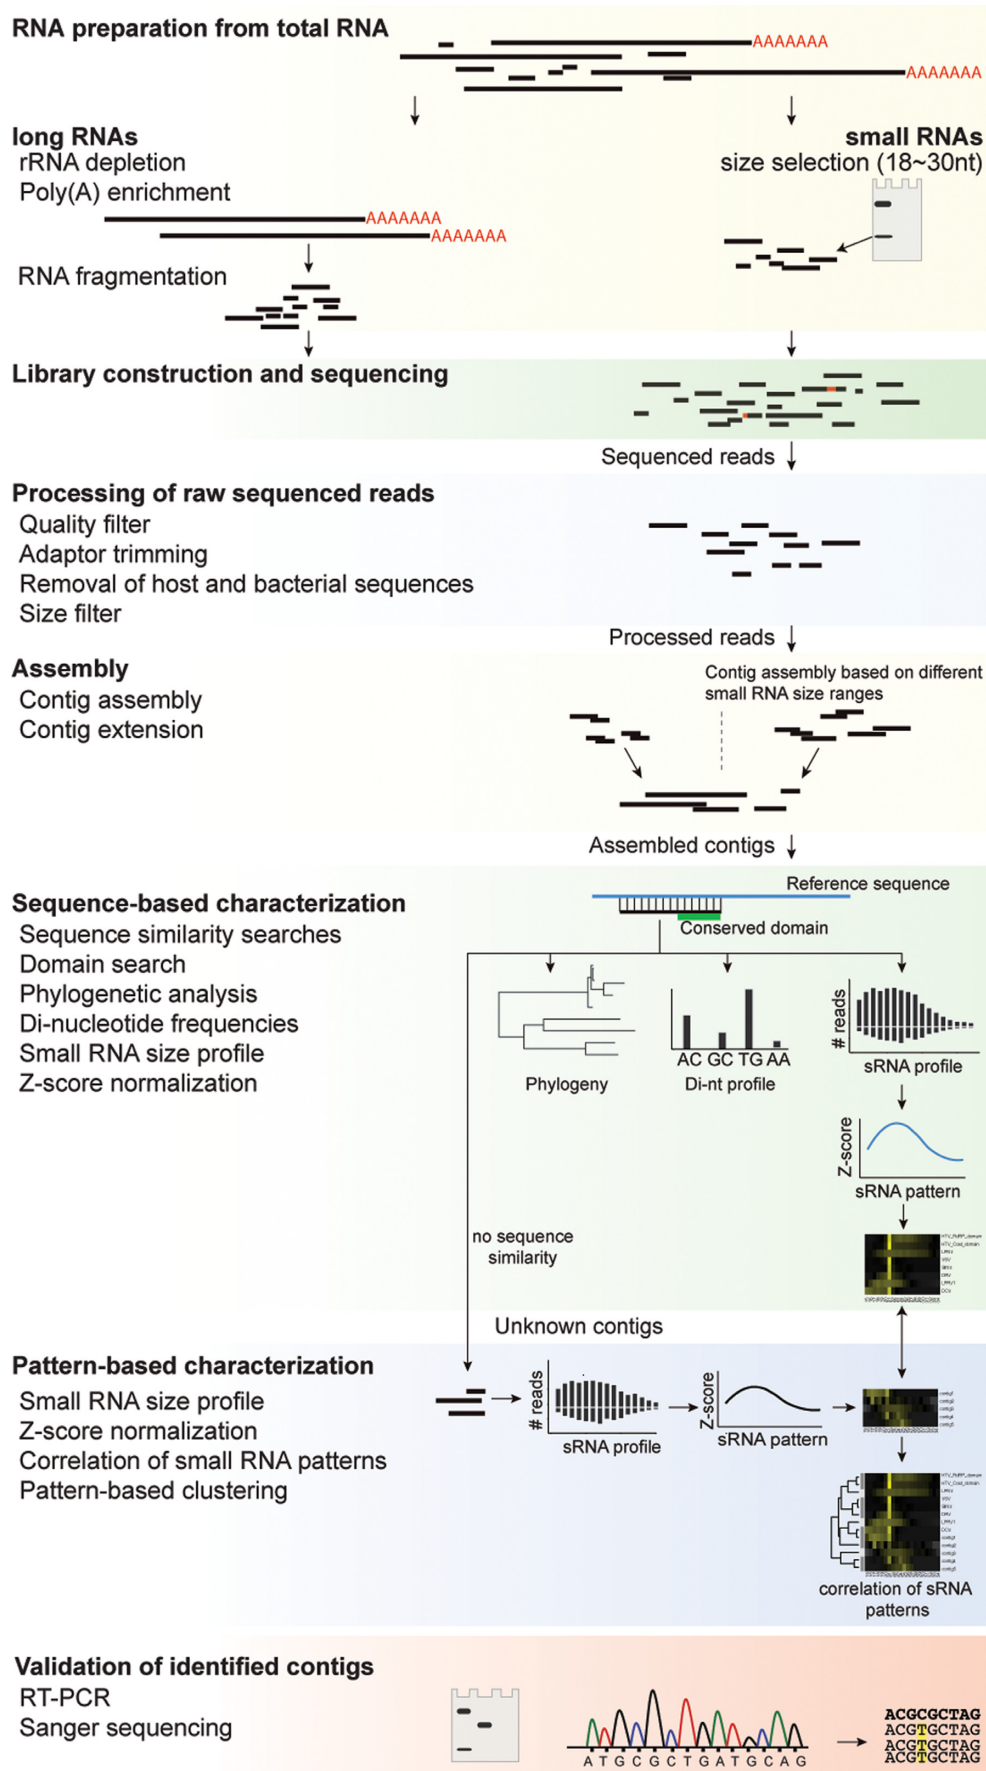 RNA preparation from total RNA
AAAAAAA
AAAAAAA
long RNAs
rRNA depletion
Poly(A) enrichment
small RNAs
size selection (18~30nt)
AAAAAAA
AAAAAAA
RNA fragmentation
Library construction and sequencing
Sequenced reads
Processing of raw sequenced reads
Quality filter
Adaptor trimming
Removal of host and bacterial sequences
Size filter
Processed reads
Assembly
Contig assembly
Contig extension
Contig assembly based on different
small RNA size ranges
Assembled contigs
Reference sequence
Conserved domain
Sequence-based characterization
Sequence similarity searches
Domain search
Phylogenetic analysis
Di-nucleotide frequencies
Small RNA size profile
Z-score normalization
Phylogeny
AC GC TG AA
Di-nt profile
# reads
sRNA profile
Z-score
sRNA pattern
no sequence
similarity
Unknown contigs
Pattern-based characterization
Small RNA size profile
Z-score normalization
Correlation of small RNA patterns
Pattern-based clustering
# reads
sRNA profile
Z-score
sRNA pattern
contig1
contig2
contig3
contig4
contig5
correlation of sRNA
patterns
Validation of identified contigs
RT-PCR
Sanger sequencing
A T G C G C T G A T G C A G
ACGCGCTAG
ACGTGCTAG
ACGTGCTAG
ACGTGCTAG